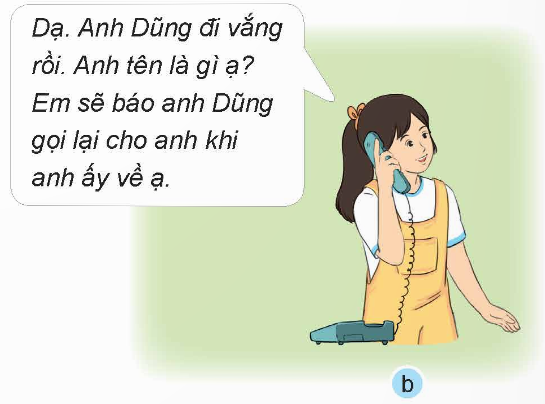 Dạ. Anh Dũng đi vắng
rồi. Anh tên là gì ạ?
Em sẽ báo anh Dũng
gọi lại cho anh khi
anh ấy về ạ.
b